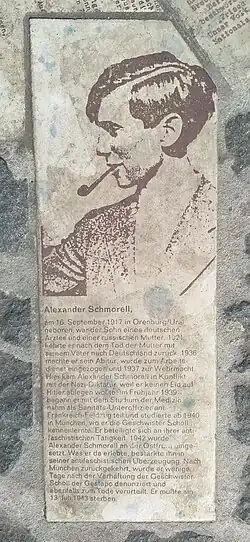 Alexander Schmorell,
am 16. September 1917 in Orenburg/Ural
geboren, war der Sohn eines deutschen
Arztes und einer russischen Mutter. 1921
kehrte er nach dem Tod der Mutter mit
seinem Vater nach Deutschland zurück. 1936
machte er sein Abitur, wurde zum Arbeits-
dienst eingezogen und 1937 zur Wehrmacht.
Hier kam Alexander Schmorell in Konflikt
mit der Nazi-Diktatur, weil er keinen Eid auf
Hitler ablegen wollte. Im Frühjahr 1939
begann er mit dem Studium der Medizin,
nahm als Sanitäts-Unteroffizier am
Frankreich-Feldzug teil und studierte ab 1940
in München, wo er die Geschwister Scholl
kennenlernte. Er beteiligte sich an ihrer anti-
faschistischen Tätigkeit. 1942 wurde
Alexander Schmorell an der Ostfront einge-
setzt. Was er da erlebte, bestärkte ihn in
seiner antifaschistischen Überzeugung. Nach
München zurückgekehrt, wurde er wenige
Tage nach der Verhaftung der Geschwister
Scholl der Gestapo denunziert und
ebenfalls zum Tode verurteilt. Er mußte am
13. Juli 1943 sterben.